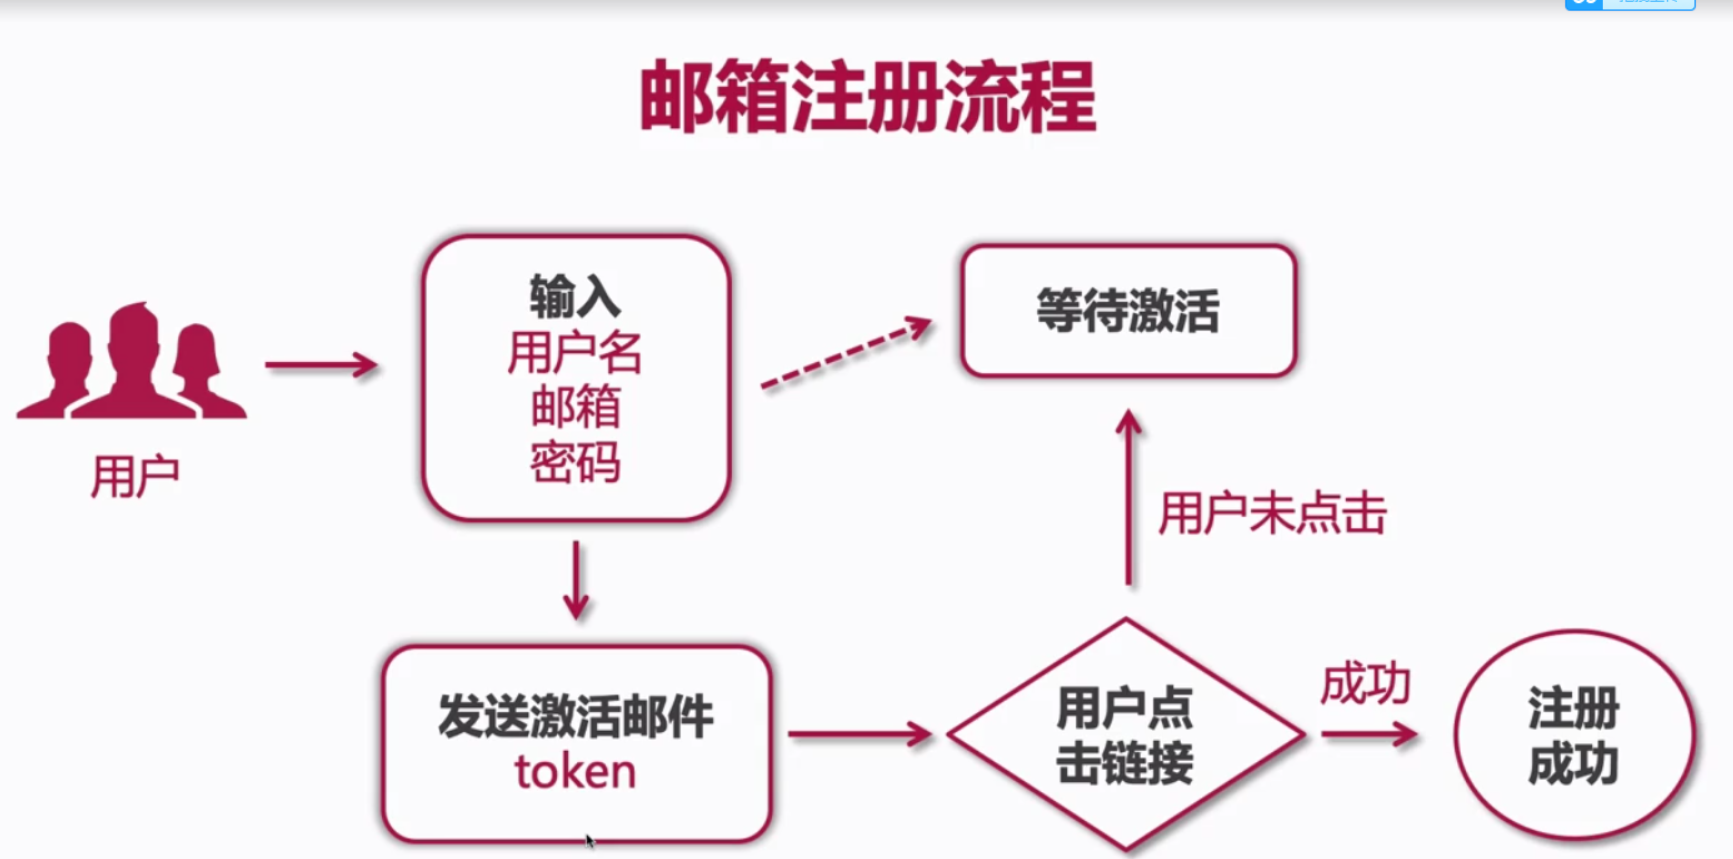 邮箱注册流程
用户
输入
用户名
邮箱
密码
等待激活
用户未点击
发送激活邮件
token
用户点
击链接
成功
注册
成功